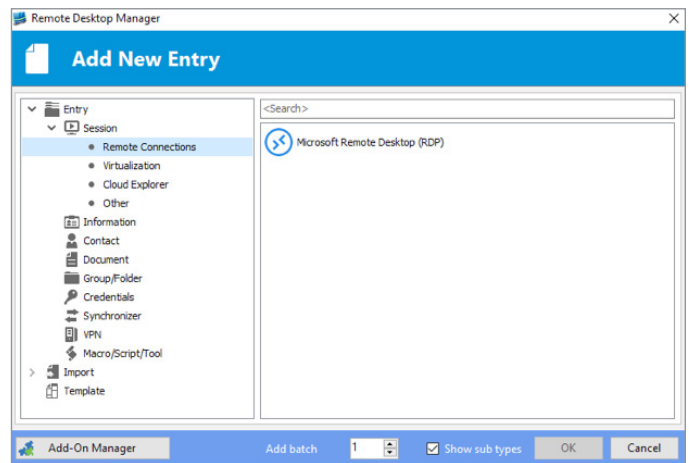 Remote Desktop Manager
Add New Entry
Entry
Session
Remote Connections
Virtualization
Cloud Explorer
Other
Information
Contact
Document
Group/Folder
Credentials
Synchronizer
VPN
Macro/Script/Tool
Import
Template
<Search>
Microsoft Remote Desktop (RDP)
Add-On Manager
Add batch
1
Show sub types
OK
Cancel